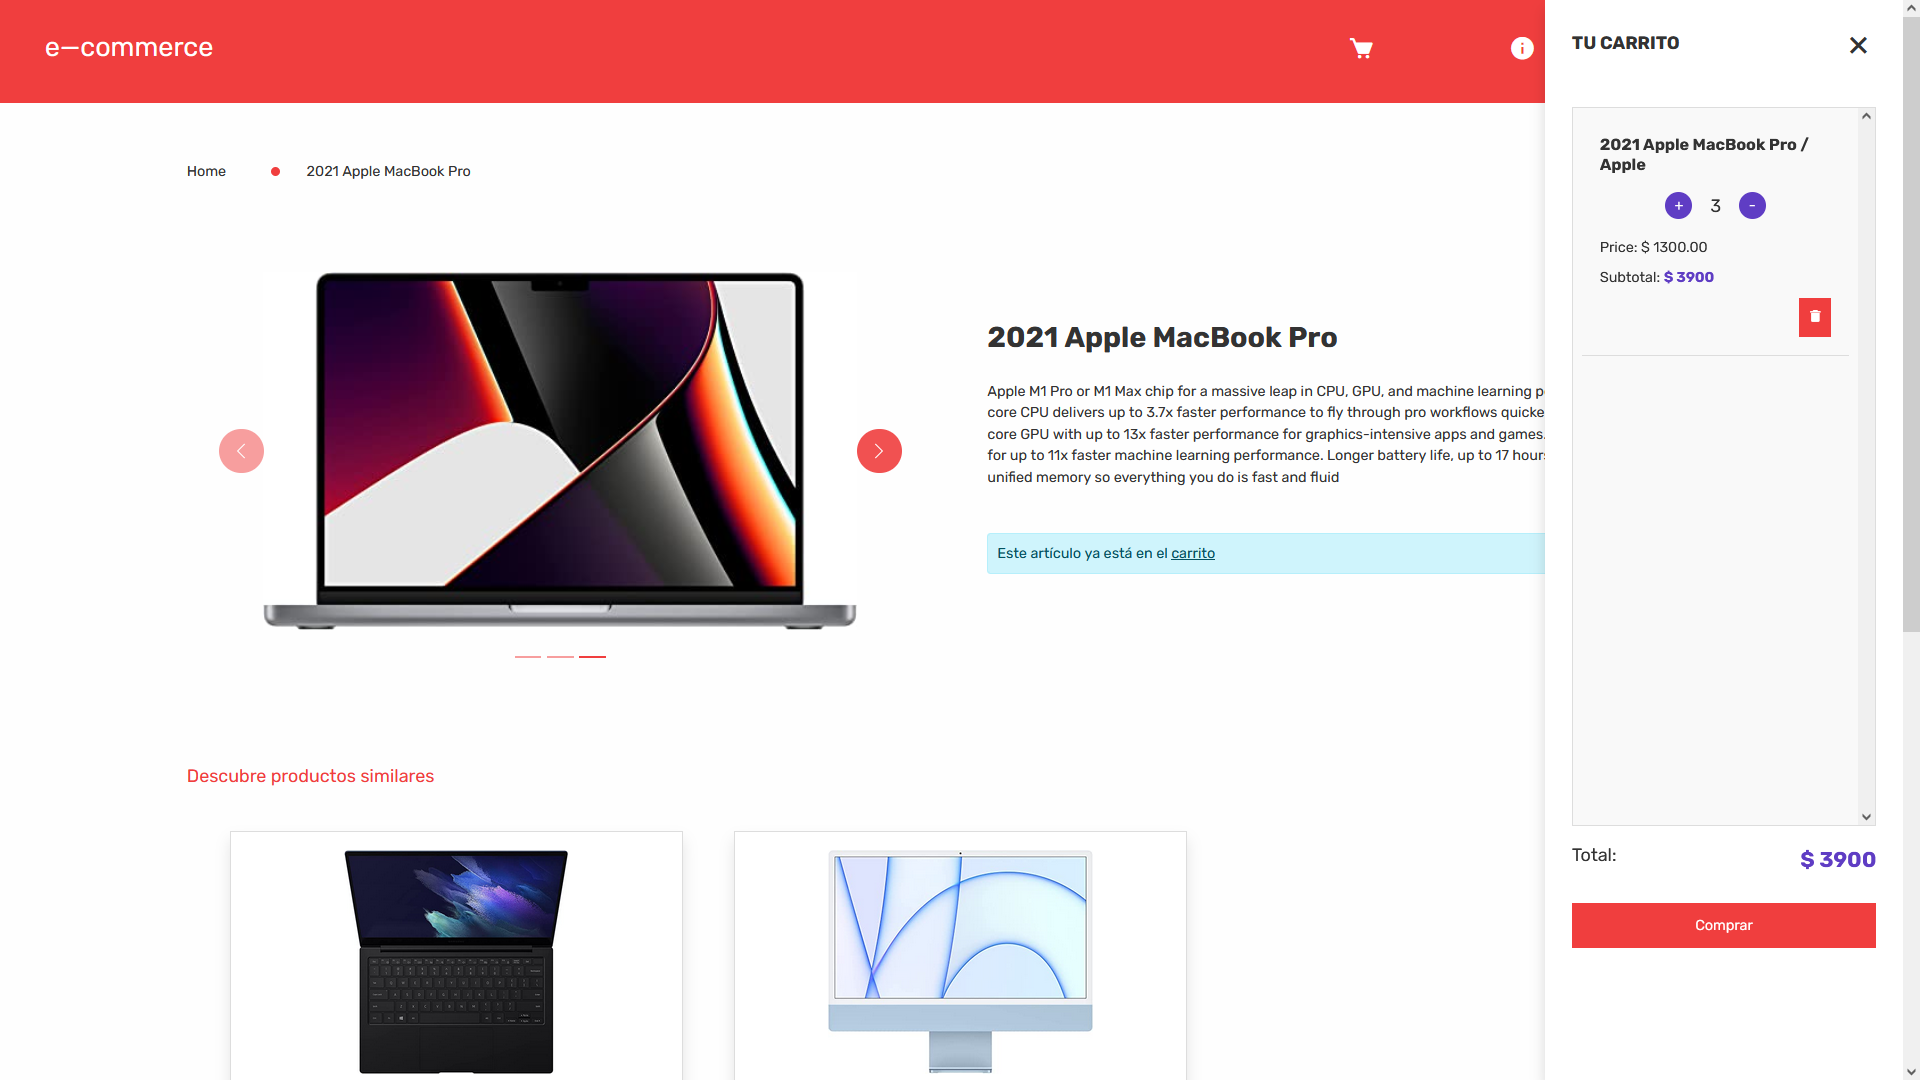 e—commerce
TU CARRITO
Home
2021 Apple MacBook Pro
2021 Apple MacBook Pro
Apple M1 Pro or M1 Max chip for a massive leap in CPU, GPU, and machine learning
core CPU delivers up to 3.7x faster performance to fly through pro workflows
core GPU with up to 13x faster performance for graphics-intensive apps and games.
for up to 11x faster machine learning performance. Longer battery life, up to 17
unified memory so everything you do is fast and fluid
Este artículo ya está en el carrito
Descubre productos similares
2021 Apple MacBook Pro /
Apple
+ 3 -
Price: $ 1300.00
Subtotal: $ 3900
Total:
$ 3900
Comprar